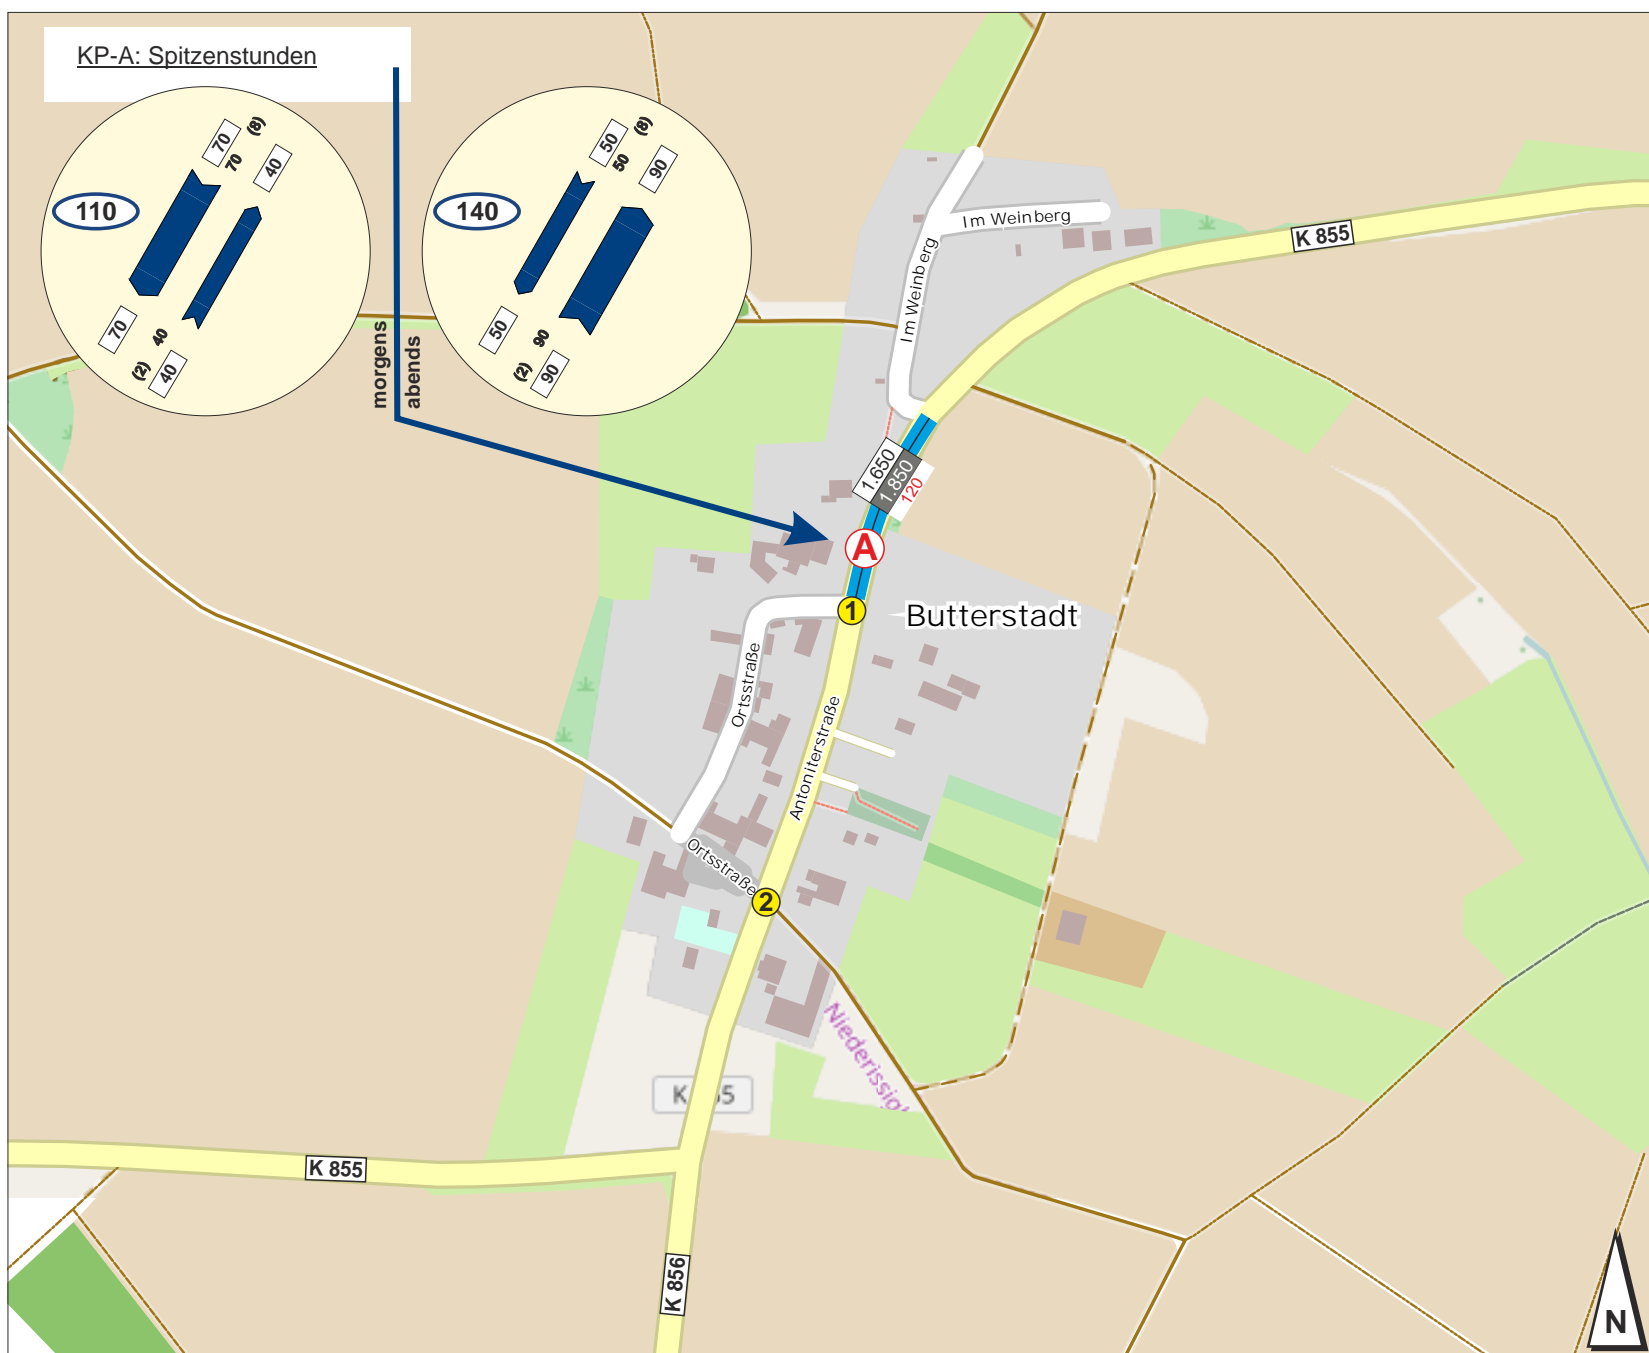 KP-A: Spitzenstunden
70
(8)
70
40
110
70
40
(2)
40
50
(8)
50
90
140
50
90
(2)
90
morgens
abends
Im Weinberg
Im Weinberg
K 855
1.650
1.850
120
A
1
Butterstadt
Ortsstraße
Antoniterstraße
Ortsstraße
2
Niederissig
K 55
K 855
K 856
N